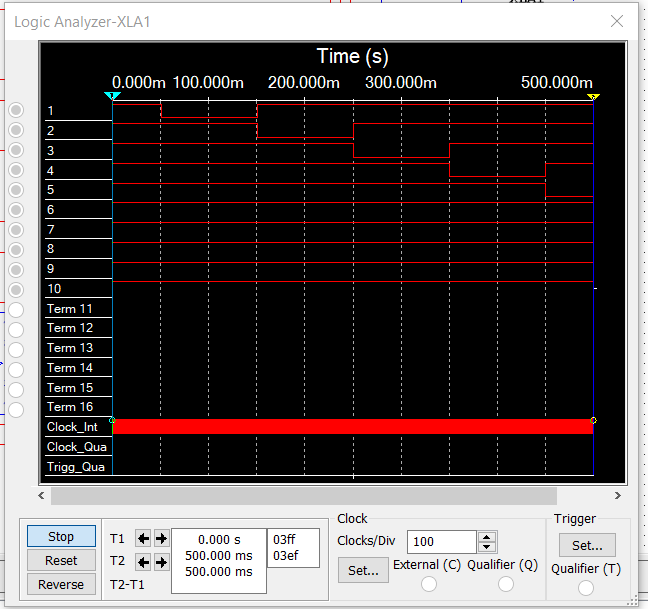 Logic Analyzer-XLA1
Time (s)
0.000m 100.000m 200.000m 300.000m 500.000m
1
2
3
4
5
6
7
8
9
10
Term 11
Term 12
Term 13
Term 14
Term 15
Term 16
Clock_Int
Clock_Qua
Trigg_Qua
Stop
Reset
Reverse
T1
T2
T2-T1
0.000 s
500.000 ms
500.000 ms
03ff
03ef
Clock
Clocks/Div 100
Set...
External (C) Qualifier (Q)
Trigger
Set...
Qualifier (T)